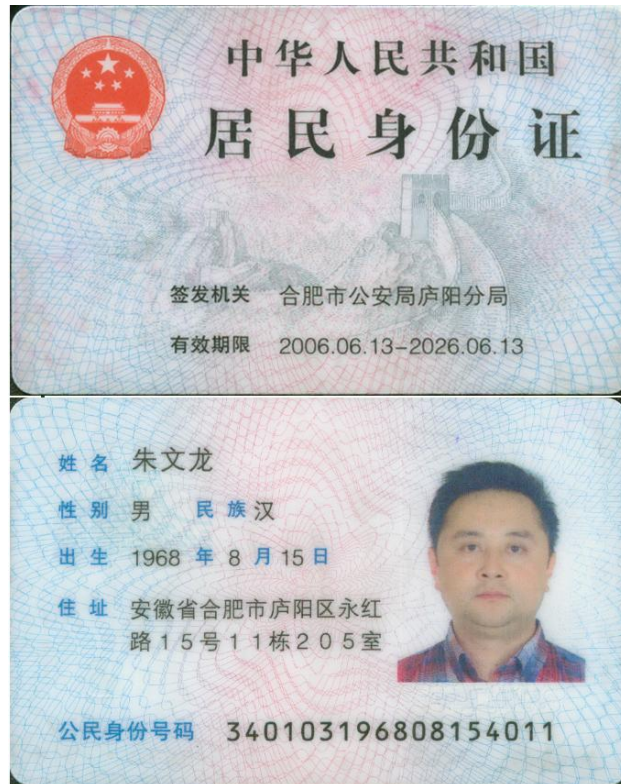 中华人民共和国
居民身份证
签发机关 合肥市公安局庐阳分局
有效期限 2006.06.13-2026.06.13
姓名 朱文龙
性别 男 民族 汉
出生 1968 年 8 月 15 日
住址 安徽省合肥市庐阳区永红
路15号11栋205室
公民身份号码 340103196808154011